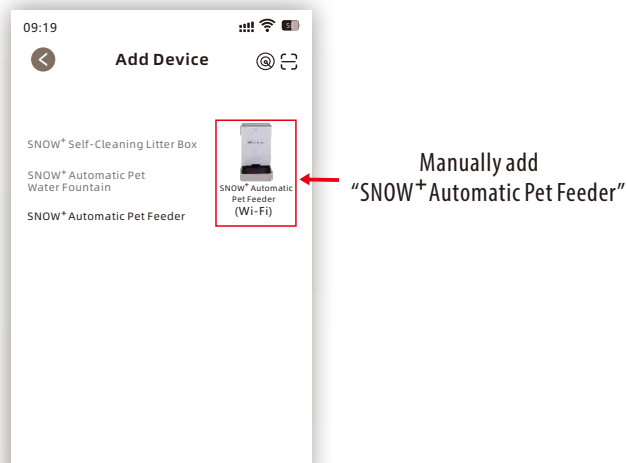 09:19
Add Device
SNOW⁺ Self-Cleaning Litter Box
SNOW⁺ Automatic Pet
Water Fountain
SNOW⁺ Automatic Pet Feeder
SNOW⁺ Automatic
Pet Feeder
(Wi-Fi)
Manually add
“SNOW⁺ Automatic Pet Feeder”